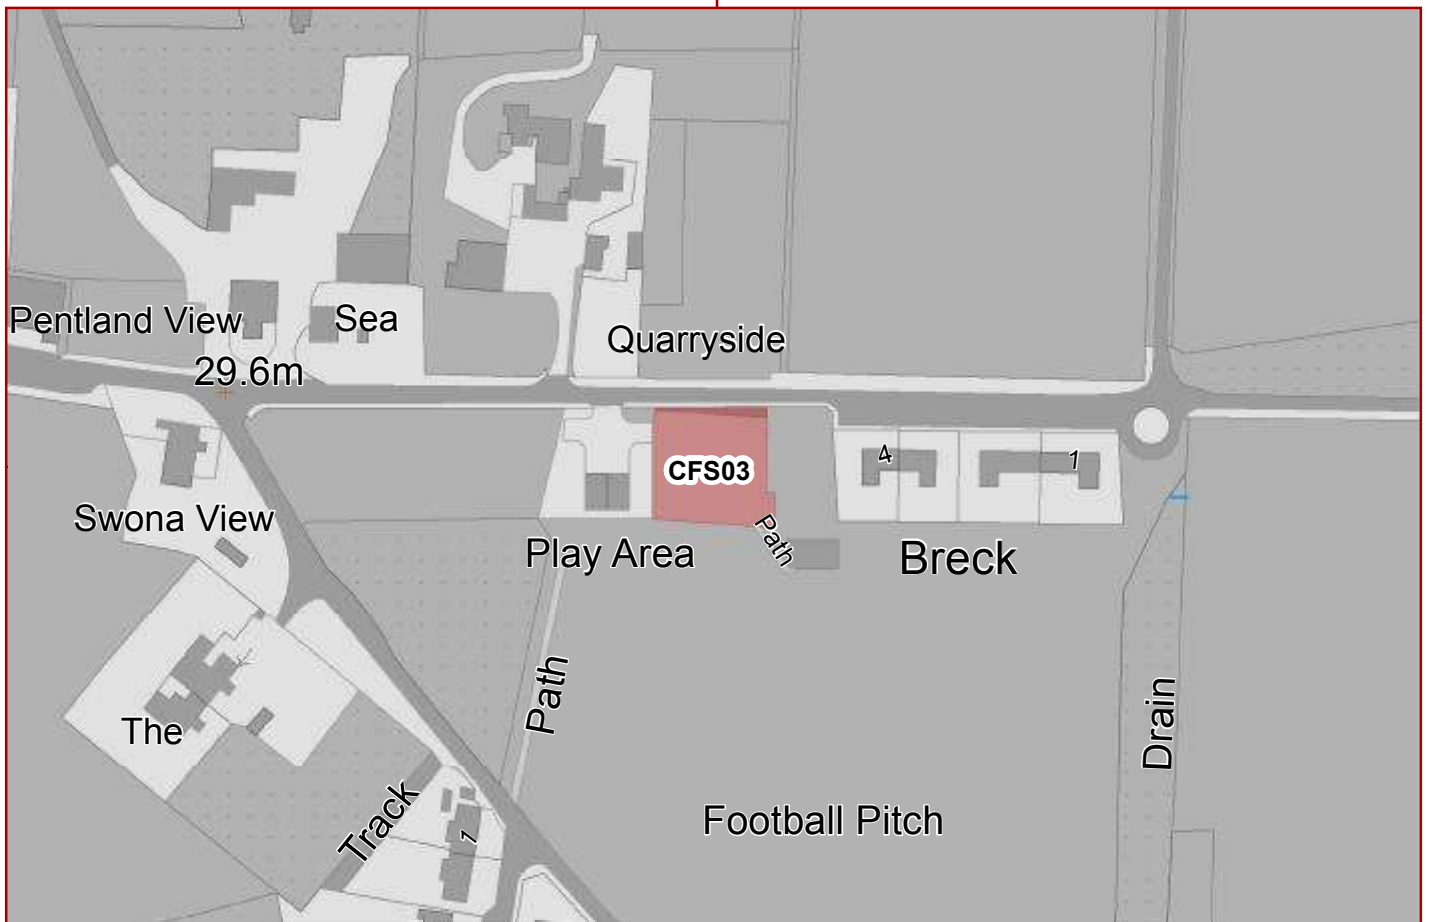 Pentland View
Sea
Quarryside
29.6m
4
1
CFS03
Swona View
Play Area
Path
Breck
Path
The
Drain
Track
1
Football Pitch